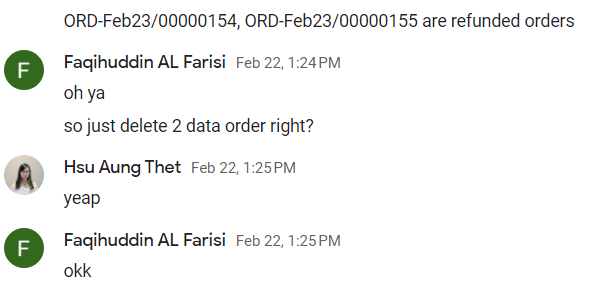 ORD-Feb23/00000154, ORD-Feb23/00000155 are refunded orders
F
Faqihuddin AL Farisi Feb 22, 1:24 PM
oh ya
so just delete 2 data order right?
Hsu Aung Thet Feb 22, 1:25 PM
yeap
F
Faqihuddin AL Farisi Feb 22, 1:25 PM
okk